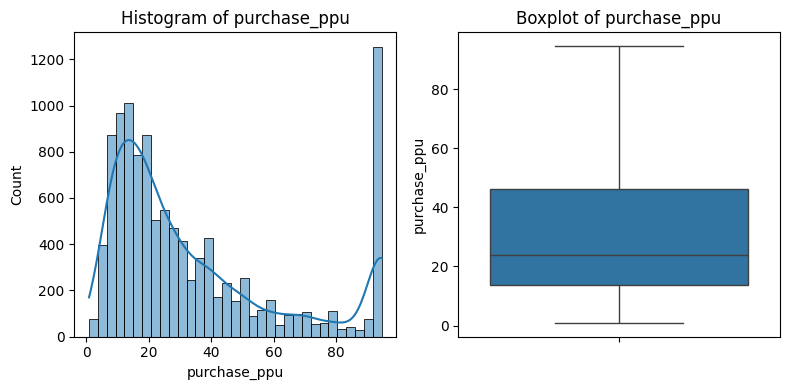 Histogram of purchase_ppu
Count
1200
1000
800
600
400
200
0
0 20 40 60 80
purchase_ppu
Boxplot of purchase_ppu
purchase_ppu
80
60
40
20
0